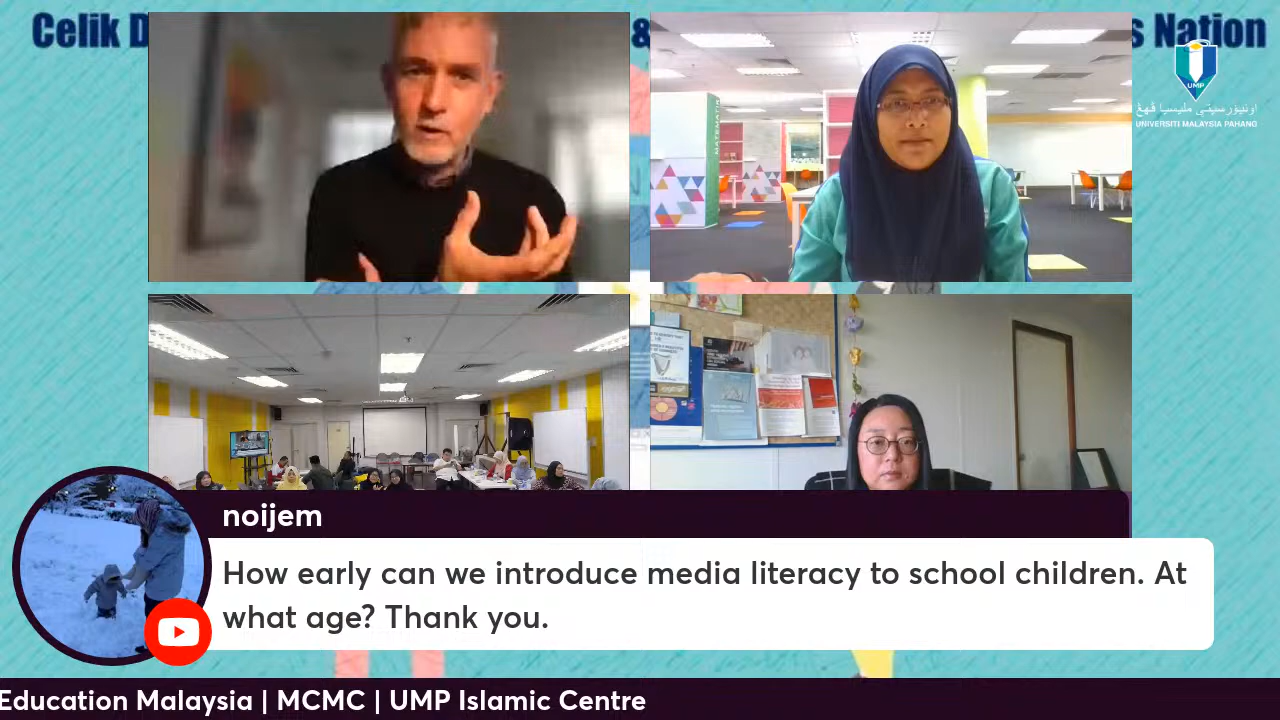 Celik D
&
s Nation
UMP
اونيۏرسيتي مليسيا ڤهڠ
UNIVERSITI MALAYSIA PAHANG
MATEMATIK
noijem
How early can we introduce media literacy to school children. At
what age? Thank you.
Education Malaysia | MCMC | UMP Islamic Centre